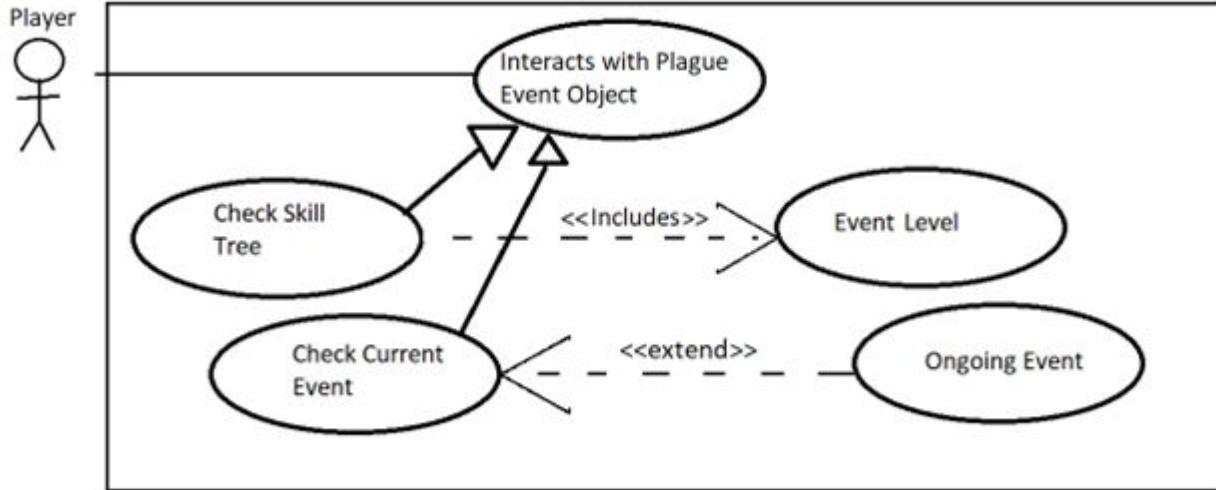 Player
Interacts with Plague
Event Object
Check Skill
Tree
<<Includes>>
Event Level
Check Current
Event
<<extend>>
Ongoing Event